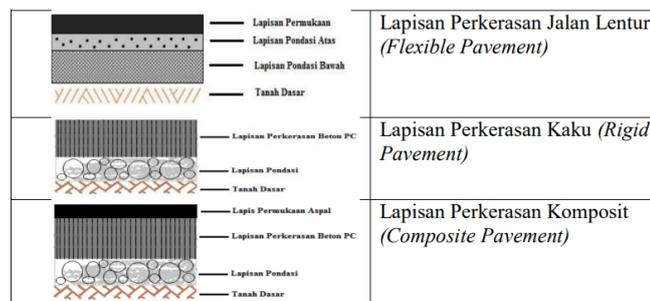 Lapisan Permukaan
Lapisan Pondasi Atas
Lapisan Pondasi Bawah
Tanah Dasar
Lapisan Perkerasan Jalan Lentur
(Flexible Pavement)
Lapisan Perkerasan Beton PC
Lapisan Pondasi
Tanah Dasar
Lapisan Perkerasan Kaku (Rigid
Pavement)
Lapis Permukaan Aspal
Lapisan Perkerasan Beton PC
Lapisan Pondasi
Tanah Dasar
Lapisan Perkerasan Komposit
(Composite Pavement)